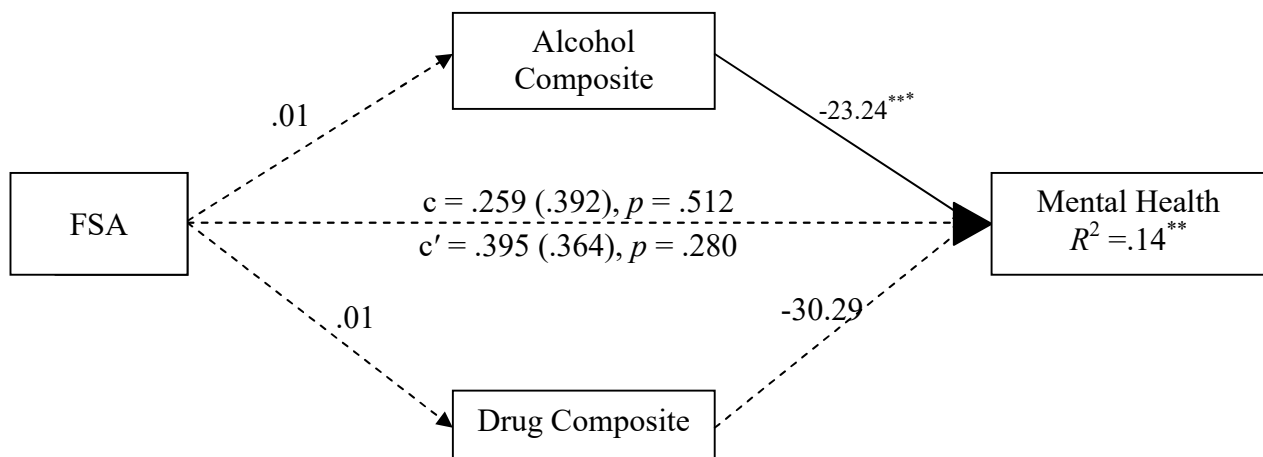 Alcohol
Composite
.01
-23.24***
FSA
c = .259 (.392), p = .512
c′ = .395 (.364), p = .280
Mental Health
R² =.14**
.01
-30.29
Drug Composite